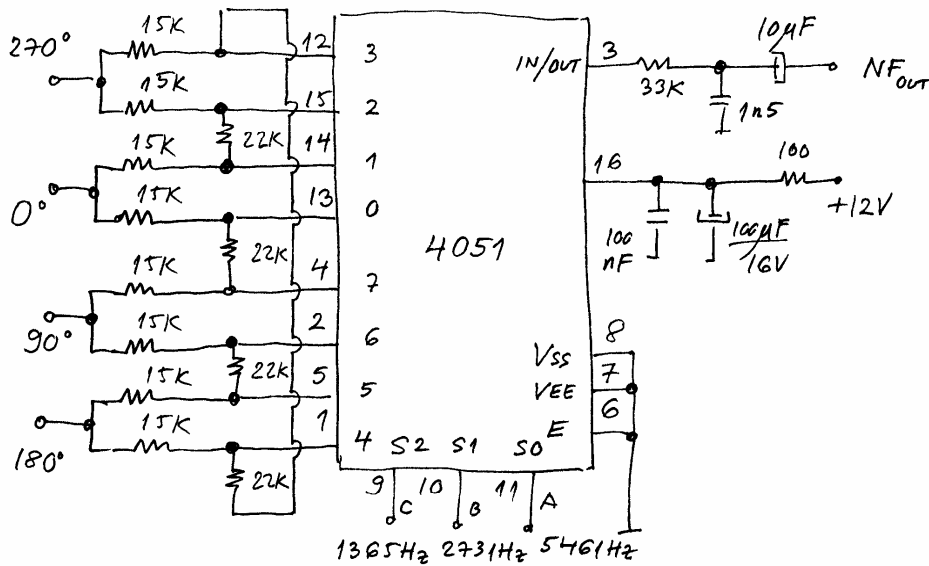 270°
15K
12
3
15K
15
2
22K
15K
14
1
0°
15K
13
0
22K
15K
4
7
90°
15K
2
6
22K
15K
5
5
180°
15K
1
4
22K
4051
IN/OUT
3
33K
10µF
NF OUT
1n5
16
100
+12V
100
nF
100µF
16V
VSS
8
VEE
7
E
6
S2 S1 S0
9 C 10 B 11 A
1365Hz 2731Hz 5461Hz